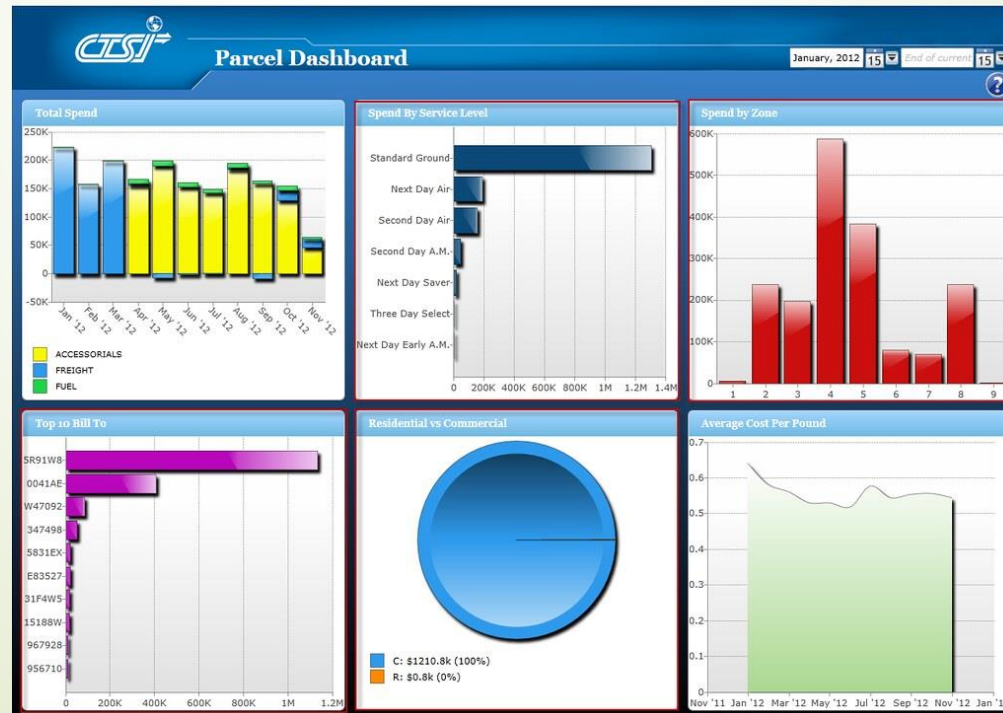 CTSI
Parcel Dashboard
January, 2012 15 End of current 15
?
Total Spend
250K
200K
150K
100K
50K
0
-50K
Jan '12 Feb '12 Mar '12 Apr '12 May '12 Jun '12 Jul '12 Aug '12 Sep '12 Oct '12 Nov '12
ACCESSORIALS
FREIGHT
FUEL
Spend By Service Level
Standard Ground
Next Day Air
Second Day Air
Second Day A.M.
Next Day Saver
Three Day Select
Next Day Early A.M.
0 200K 400K 600K 800K 1M 1.2M 1.4M
Spend by Zone
600K
500K
400K
300K
200K
100K
0
1 2 3 4 5 6 7 8 9
Top 10 Bill To
5R91W8
0041AE
W47092
347498
5831EX
E83527
31F4W5
15188W
967928
956710
0 200K 400K 600K 800K 1M 1.2M
Residential vs Commercial
C: $1210.8k (100%)
R: $0.8k (0%)
Average Cost Per Pound
0.7
0.6
0.5
0.4
0.3
0.2
0.1
0
Nov '11 Jan '12 Mar '12 May '12 Jul '12 Sep '12 Nov '12 Jan '1